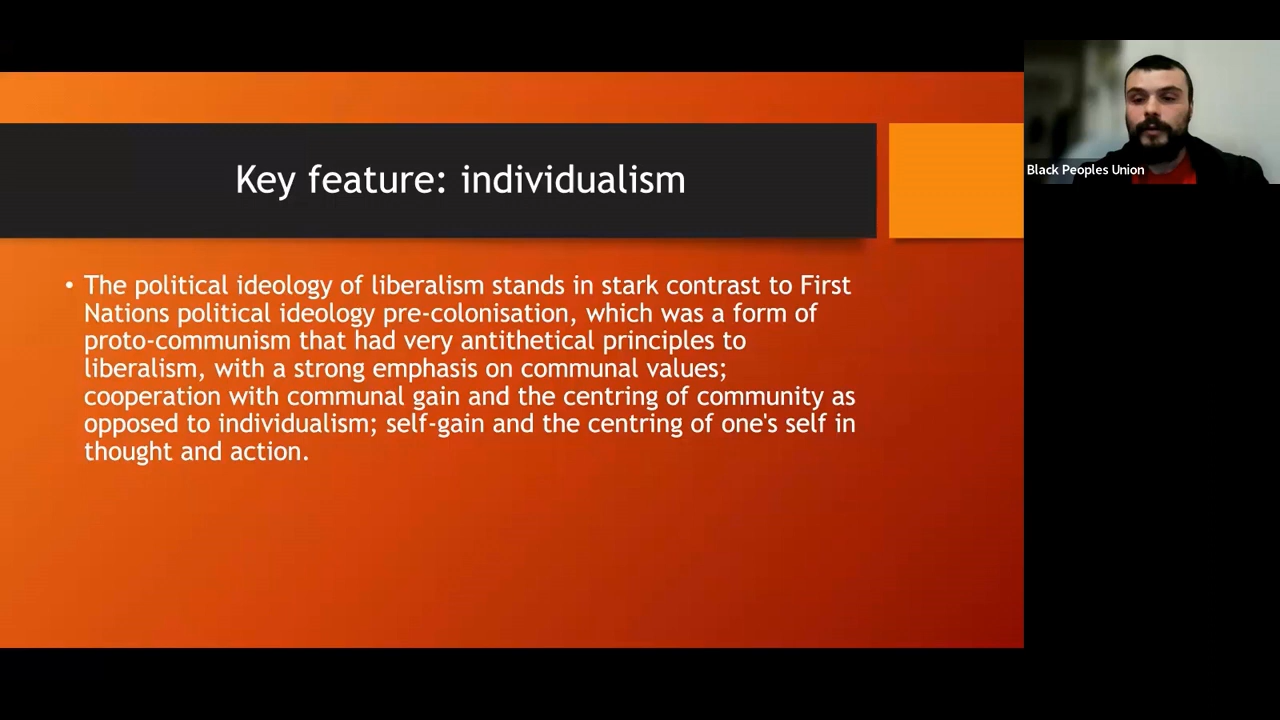 Key feature: individualism
• The political ideology of liberalism stands in stark contrast to First
Nations political ideology pre-colonisation, which was a form of
proto-communism that had very antithetical principles to
liberalism, with a strong emphasis on communal values;
cooperation with communal gain and the centring of community as
opposed to individualism; self-gain and the centring of one's self in
thought and action.
Black Peoples Union